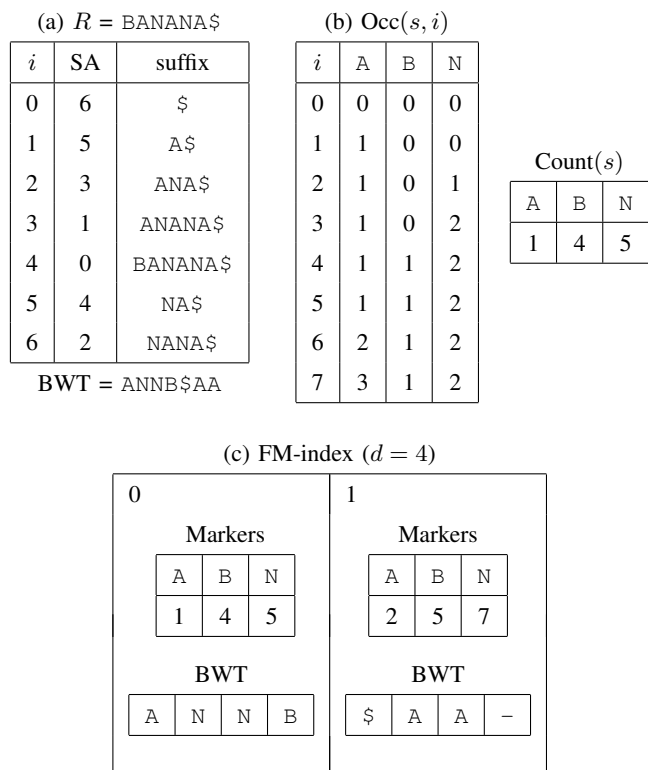 (a) R = BANANA$
i SA suffix
0 6 $
1 5 A$
2 3 ANA$
3 1 ANANA$
4 0 BANANA$
5 4 NA$
6 2 NANA$
BWT = ANNB$AA
(b) Occ(s, i)
i A B N
0 0 0 0
1 1 0 0
2 1 0 1
3 1 0 2
4 1 1 2
5 1 1 2
6 2 1 2
7 3 1 2
Count(s)
A B N
1 4 5
(c) FM-index (d = 4)
0
Markers
A B N
1 4 5
BWT
A N N B
1
Markers
A B N
2 5 7
BWT
$ A A –